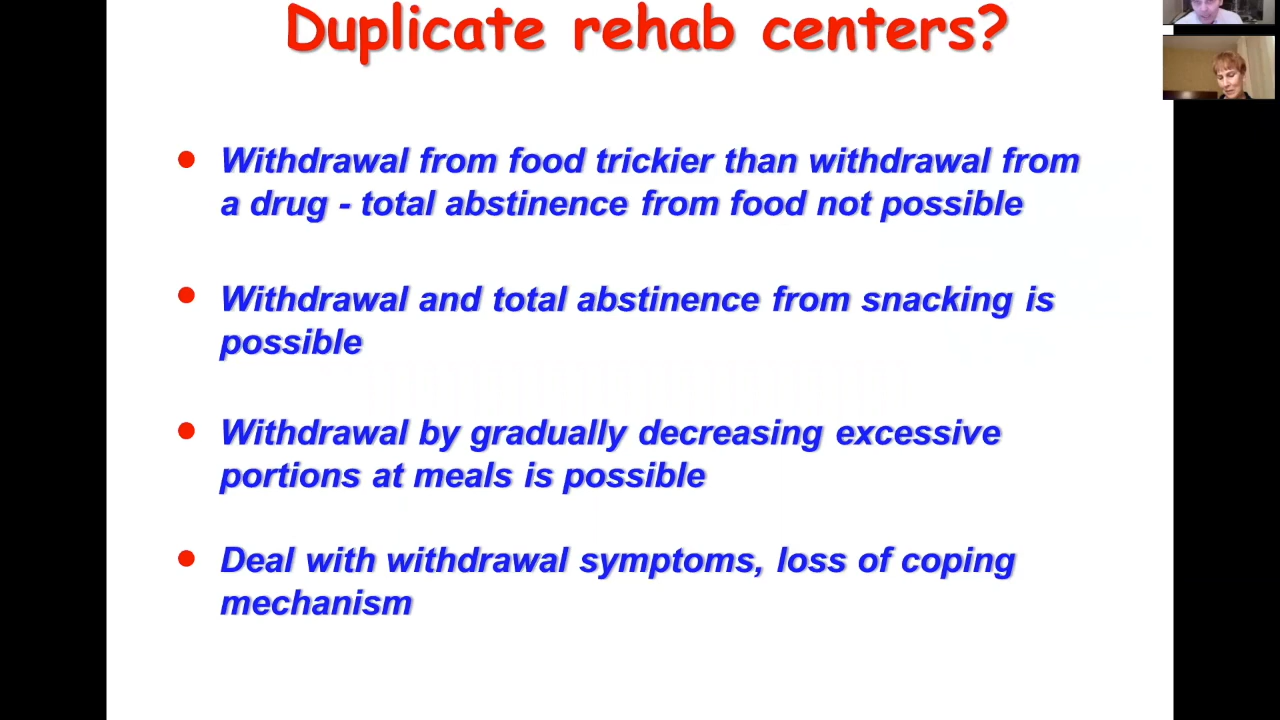 Duplicate rehab centers?
Withdrawal from food trickier than withdrawal from
a drug - total abstinence from food not possible
Withdrawal and total abstinence from snacking is
possible
Withdrawal by gradually decreasing excessive
portions at meals is possible
Deal with withdrawal symptoms, loss of coping
mechanism